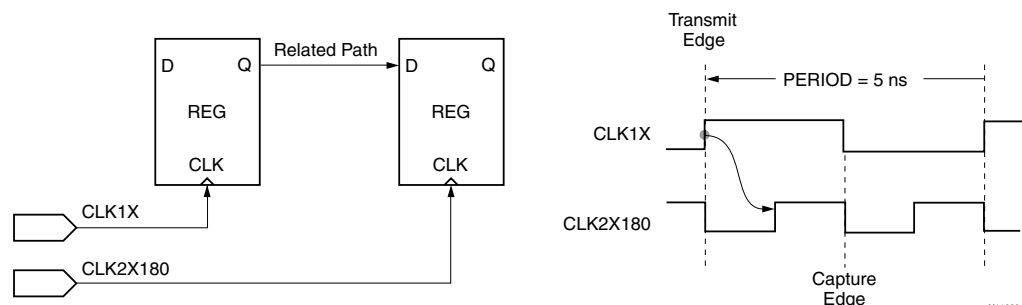 Related Path
D
Q
REG
CLK
D
Q
REG
CLK
CLK1X
CLK2X180
Transmit
Edge
PERIOD = 5 ns
CLK1X
CLK2X180
Capture
Edge